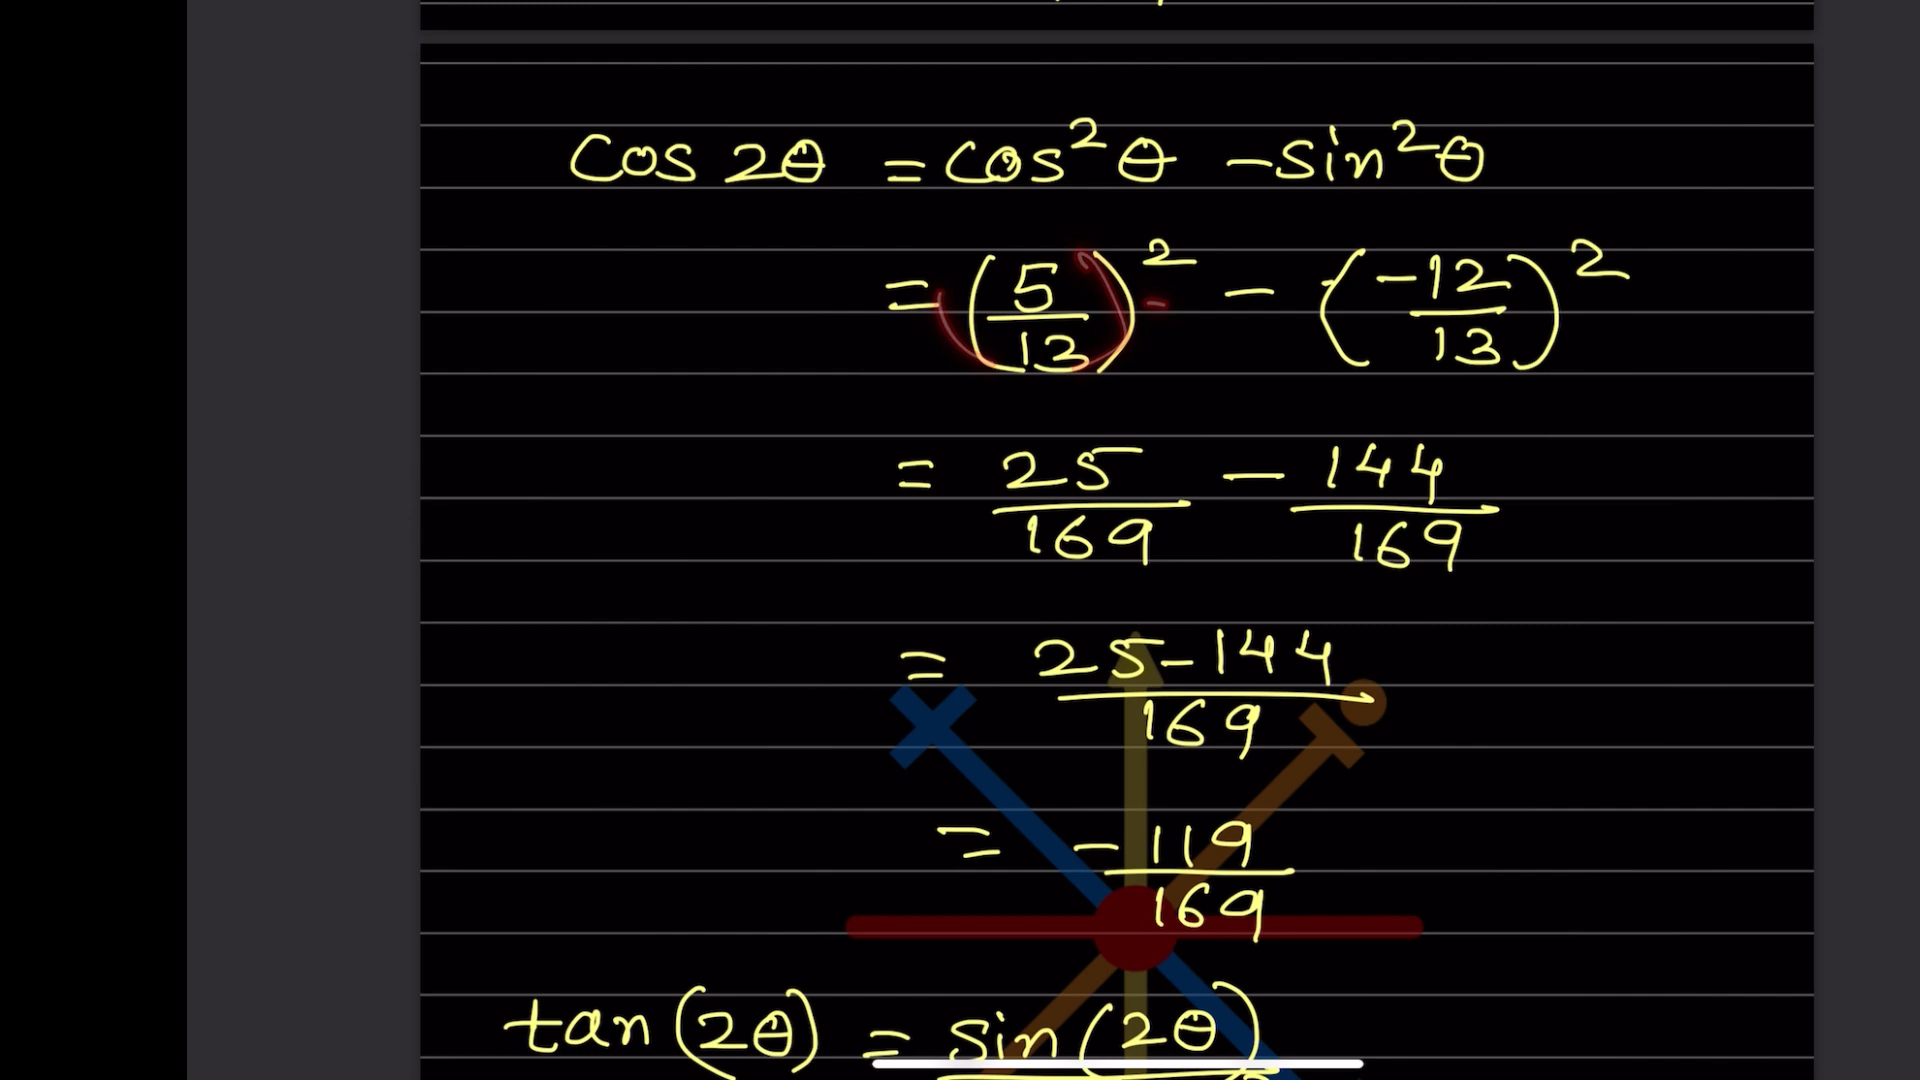 cos 2θ = cos²θ - sin²θ
= (5/13)² - (-12/13)²
= 25/169 - 144/169
= 25-144/169
= -119/169
tan(2θ) = sin(2θ)